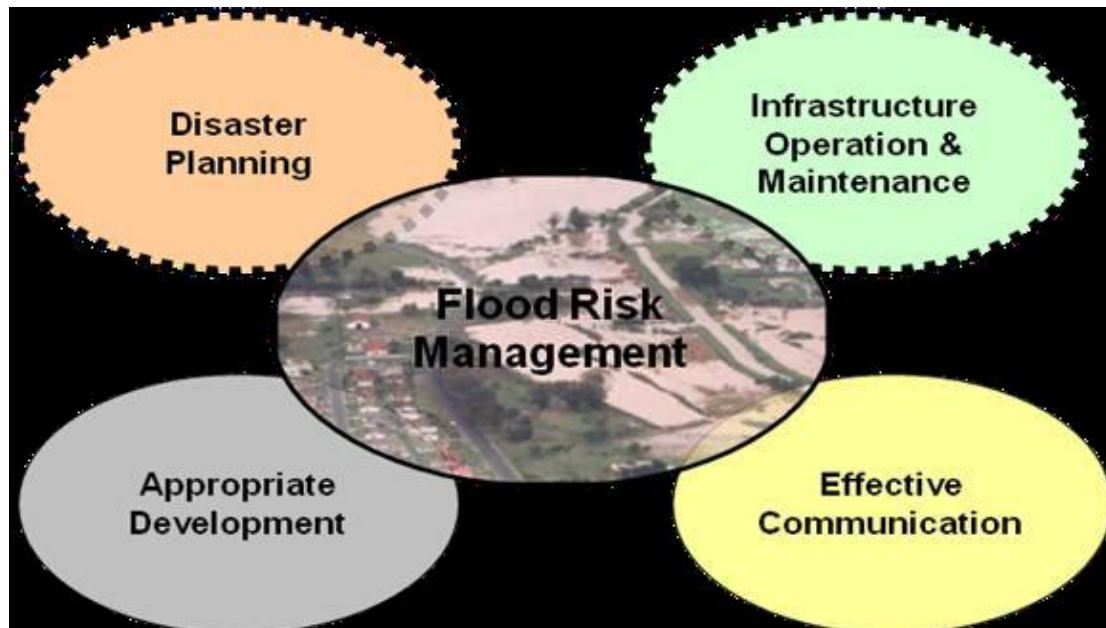 Disaster
Planning
Infrastructure
Operation &
Maintenance
Flood Risk
Management
Appropriate
Development
Effective
Communication